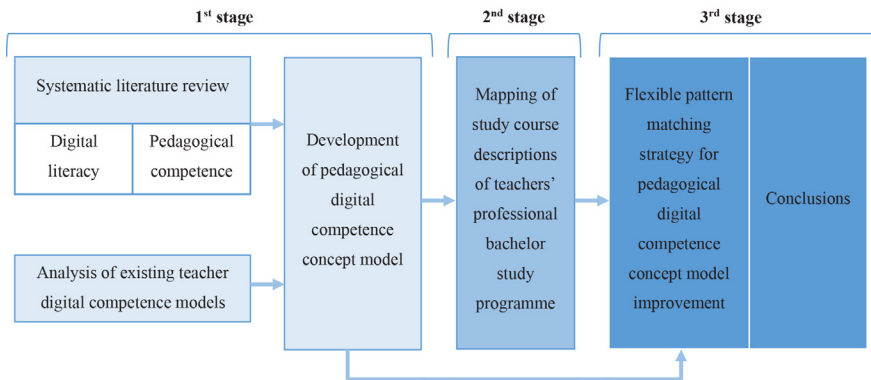 1st stage
2nd stage
3rd stage
Systematic literature review
Digital
literacy
Pedagogical
competence
Analysis of existing teacher
digital competence models
Development
of pedagogical
digital
competence
concept model
Mapping of
study course
descriptions
of teachers’
professional
bachelor
study
programme
Flexible pattern
matching
strategy for
pedagogical
digital
competence
concept model
improvement
Conclusions